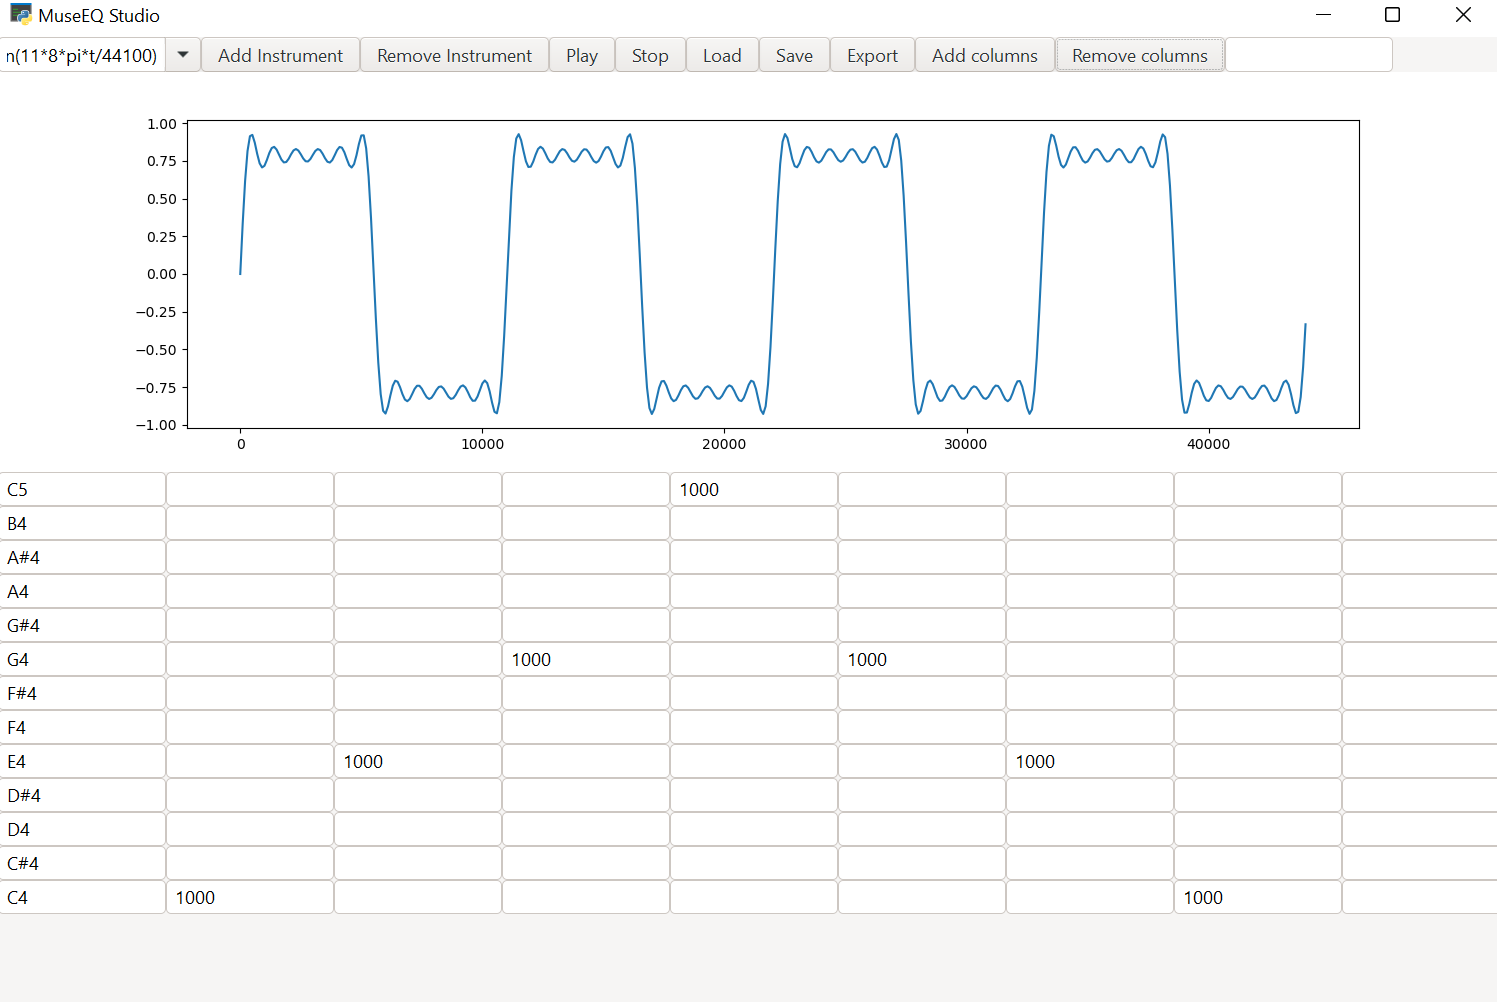 MuseEQ Studio
n(11*8*pi*t/44100) Add Instrument Remove Instrument Play Stop Load Save Export Add columns Remove columns
1.00
0.75
0.50
0.25
0.00
−0.25
−0.50
−0.75
−1.00
0 10000 20000 30000 40000
C5 1000
B4
A#4
A4
G#4
G4 1000 1000
F#4
F4
E4 1000 1000
D#4
D4
C#4
C4 1000 1000